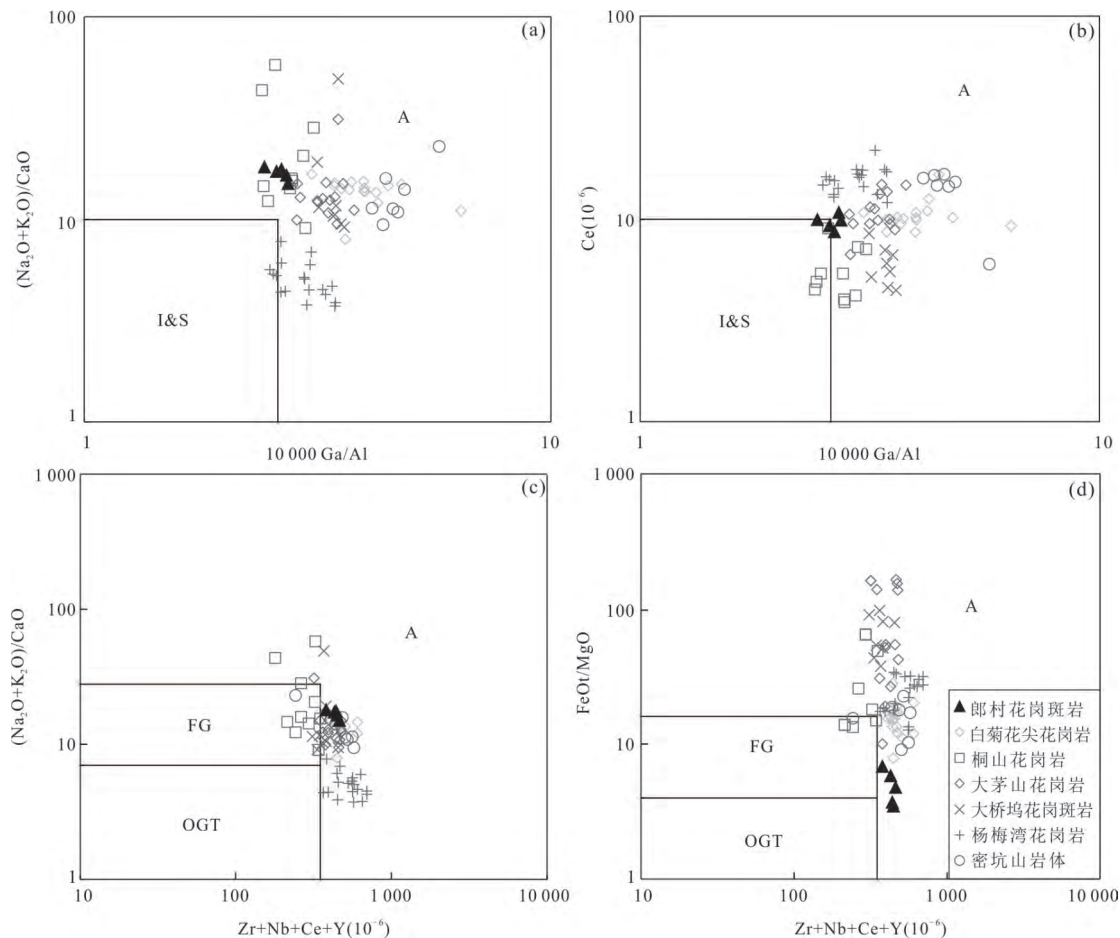 (a)
100
10
1
(Na₂O+K₂O)/CaO
A
I&S
1
10
10 000 Ga/Al
(b)
100
10
1
Ce(10⁻⁶)
A
I&S
1
10
10 000 Ga/Al
(c)
1 000
100
10
1
(Na₂O+K₂O)/CaO
A
FG
OGT
10
100
1 000
10 000
Zr+Nb+Ce+Y(10⁻⁶)
(d)
1 000
100
10
1
FeOt/MgO
A
FG
OGT
10
100
1 000
10 000
Zr+Nb+Ce+Y(10⁻⁶)
郎村花岗斑岩
白菊花尖花岗岩
桐山花岗岩
大茅山花岗岩
大桥坞花岗斑岩
杨梅湾花岗岩
密坑山岩体